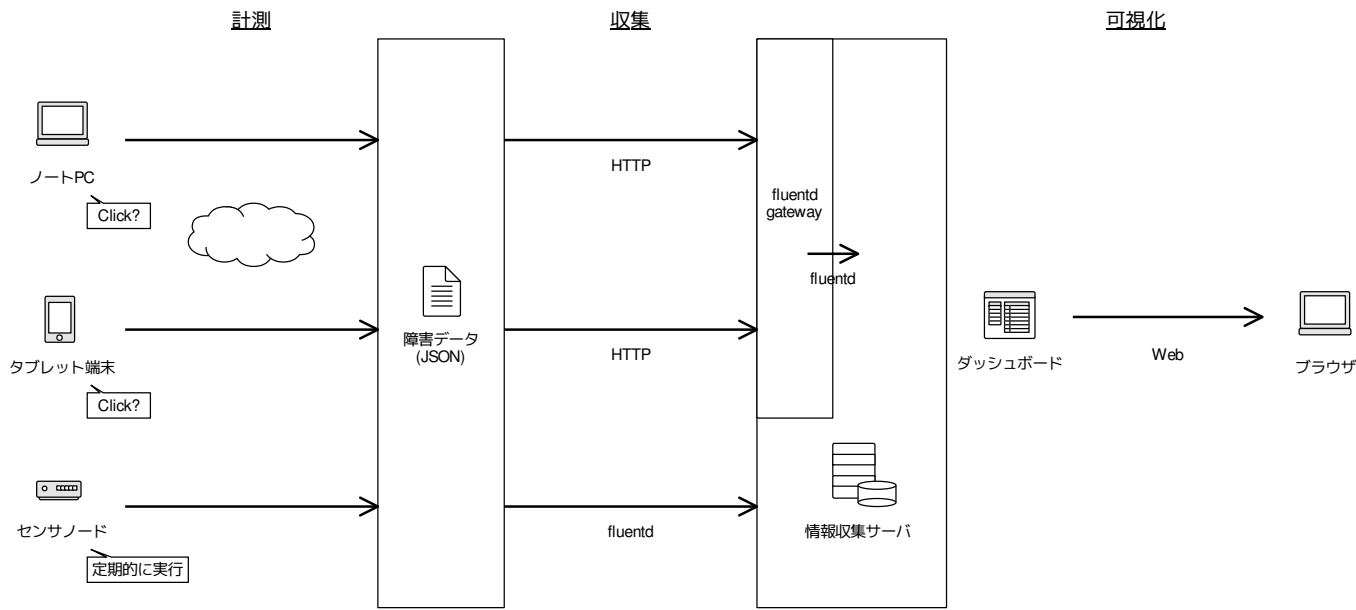 計測
収集
可視化
ノートPC
Click?
HTTP
fluentd
gateway
fluentd
タブレット端末
Click?
障害データ
(JSON)
HTTP
ダッシュボード
Web
ブラウザ
センサノード
定期的に実行
fluentd
情報収集サーバ